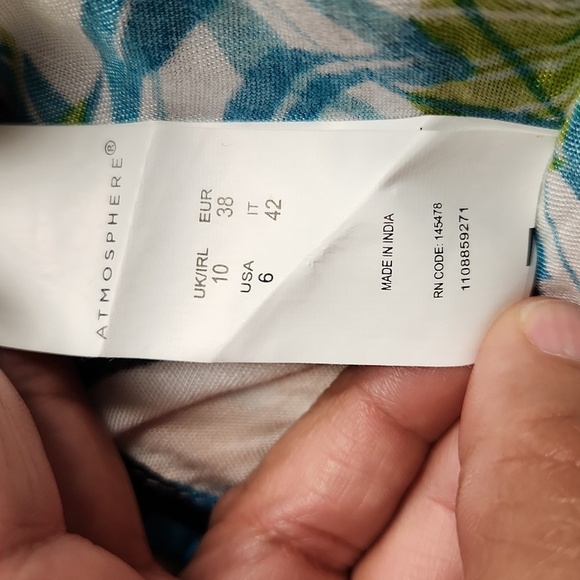 ATMOSPHERE®
UK/IRL EUR
10 38
USA IT
6 42
MADE IN INDIA
RN CODE: 145478
1108859271